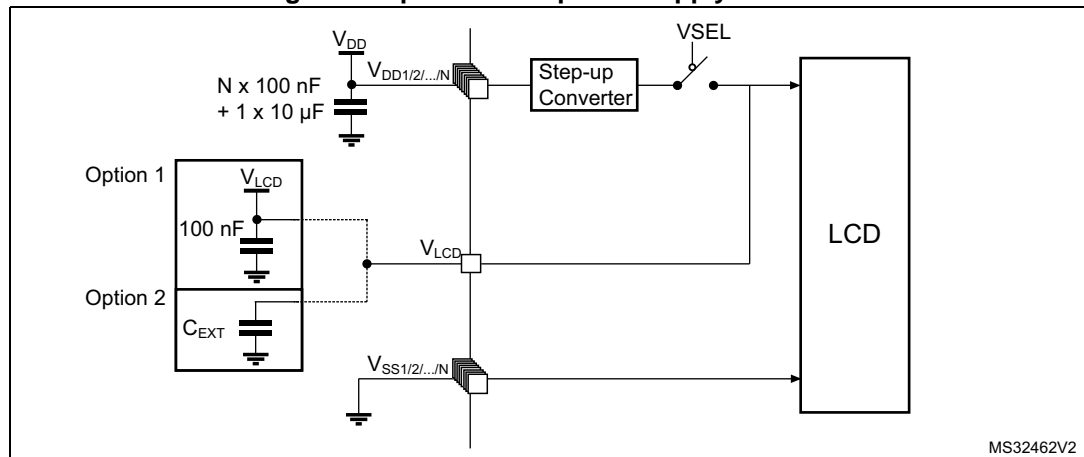 VDD
VSEL
VDD1/2/.../N
Step-up
Converter
N x 100 nF
+ 1 x 10 µF
Option 1
VLCD
100 nF
VLCD
LCD
Option 2
CEXT
VSS1/2/.../N
MS32462V2